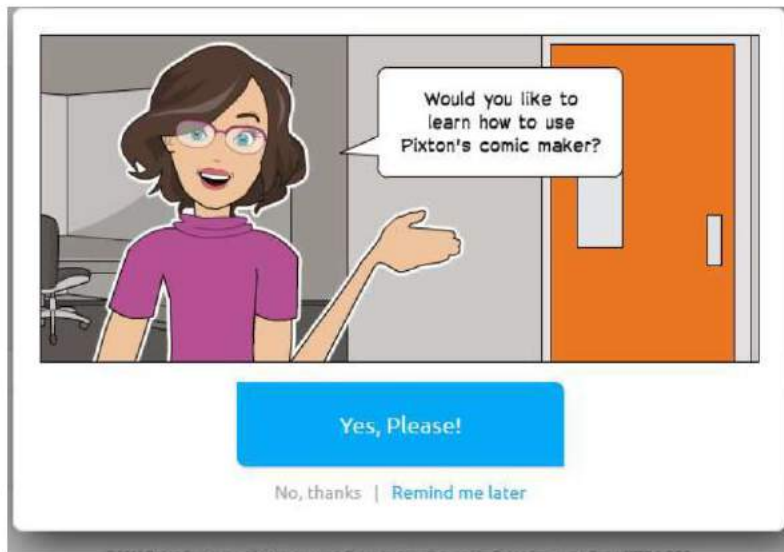 Would you like to
learn how to use
Pixton's comic maker?
Yes, Please!
No, thanks | Remind me later